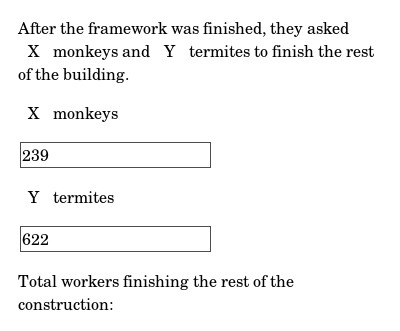 After the framework was finished, they asked
X monkeys and Y termites to finish the rest
of the building.
X monkeys
239
Y termites
622
Total workers finishing the rest of the
construction: